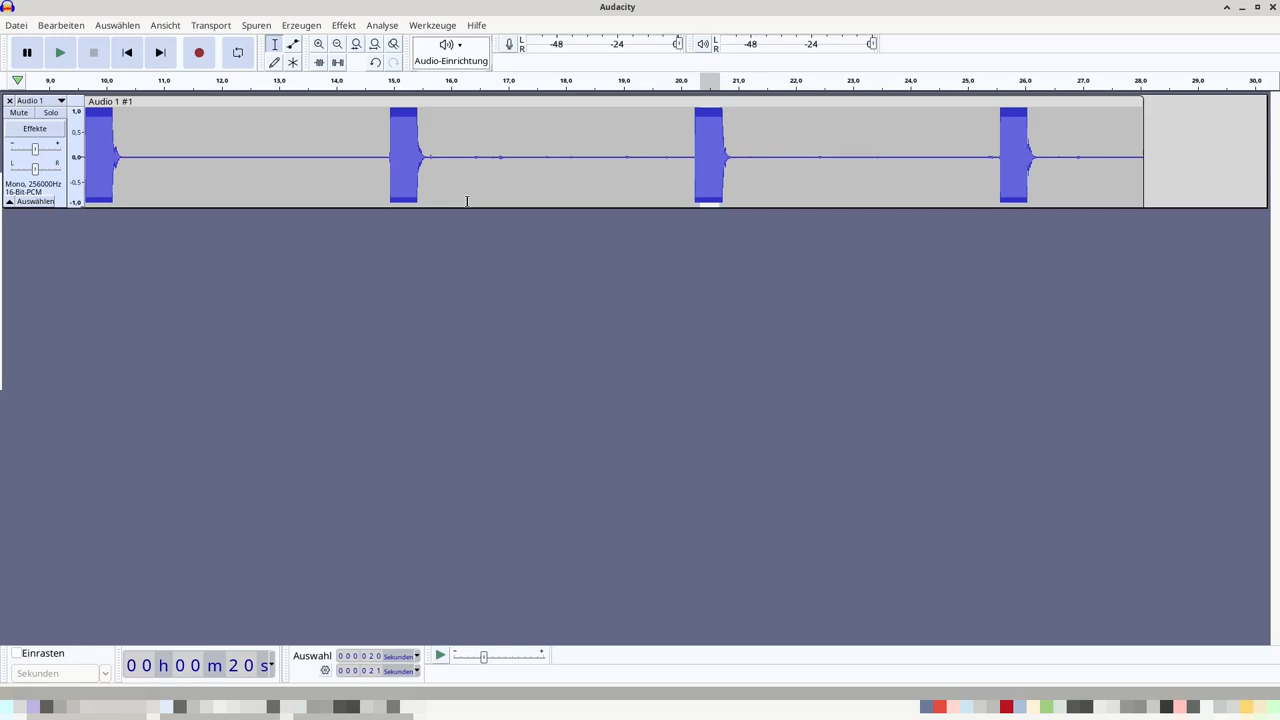 Audacity
Datei Bearbeiten Auswählen Ansicht Transport Spuren Erzeugen Effekt Analyse Werkzeuge Hilfe
L R -48 -24 L R -48 -24
Audio-Einrichtung
9,0 10,0 11,0 12,0 13,0 14,0 15,0 16,0 17,0 18,0 19,0 20,0 21,0 22,0 23,0 24,0 25,0 26,0 27,0 28,0 29,0 30,0
Audio 1 Audio 1 #1
Mute Solo 1,0
Effekte 0,5
- +
L R 0,0
Mono, 256000Hz -0,5
16-Bit-PCM
Auswählen -1,0
Einrasten
Sekunden
00 h 00 m 20 s
Auswahl 000020 Sekunden
000021 Sekunden
- +